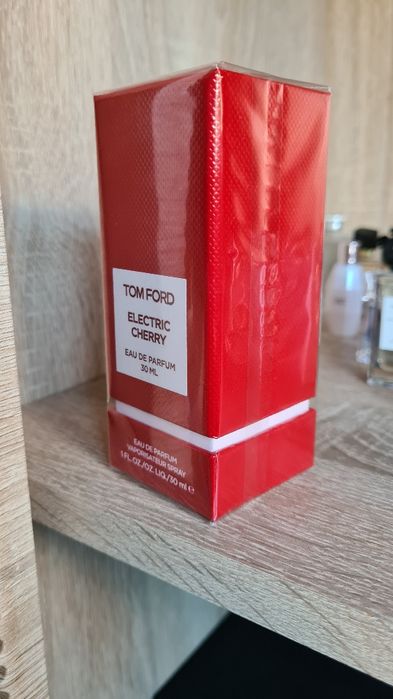 TOM FORD
ELECTRIC
CHERRY
EAU DE PARFUM
30 ML
EAU DE PARFUM
VAPORISATEUR SPRAY
1 FL.OZ./OZ. LIQ./30 ml ℮